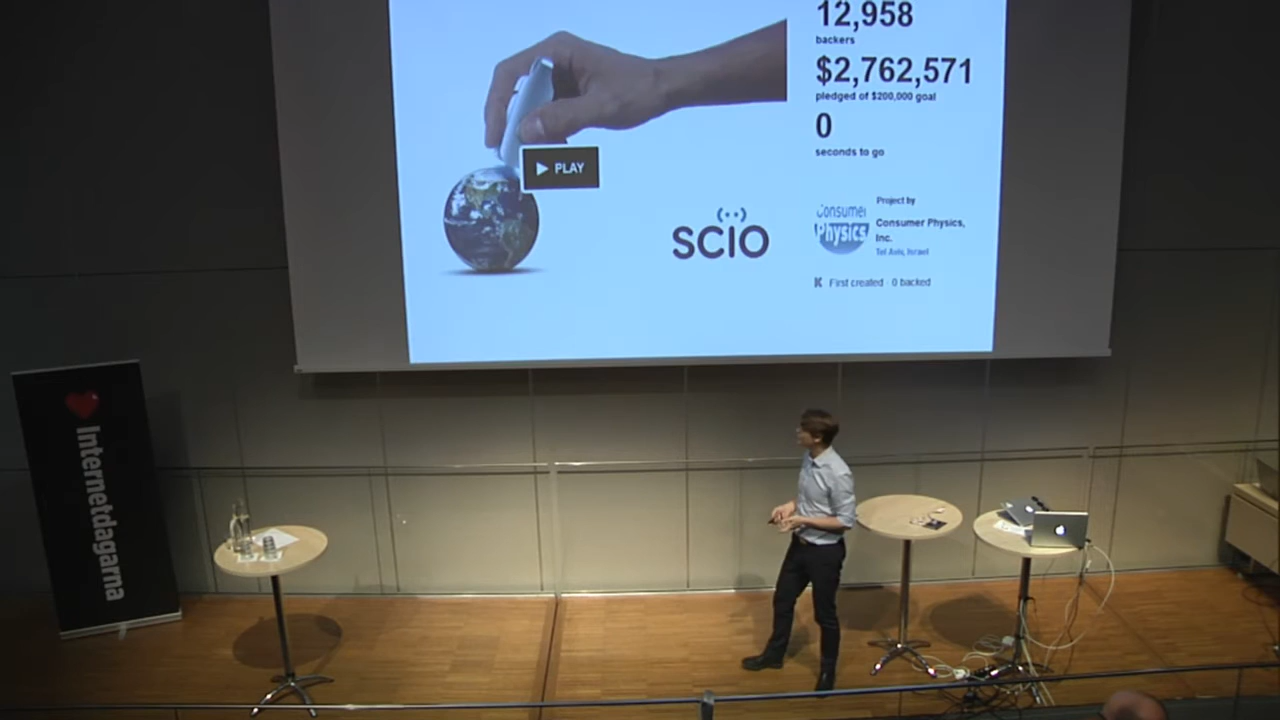 12,958
backers
$2,762,571
pledged of $200,000 goal
0
seconds to go
PLAY
SCIO
Consumer
Physics
Project by
Consumer Physics,
Inc.
Tel Aviv, Israel
First created · 0 backed
Internetdagarna